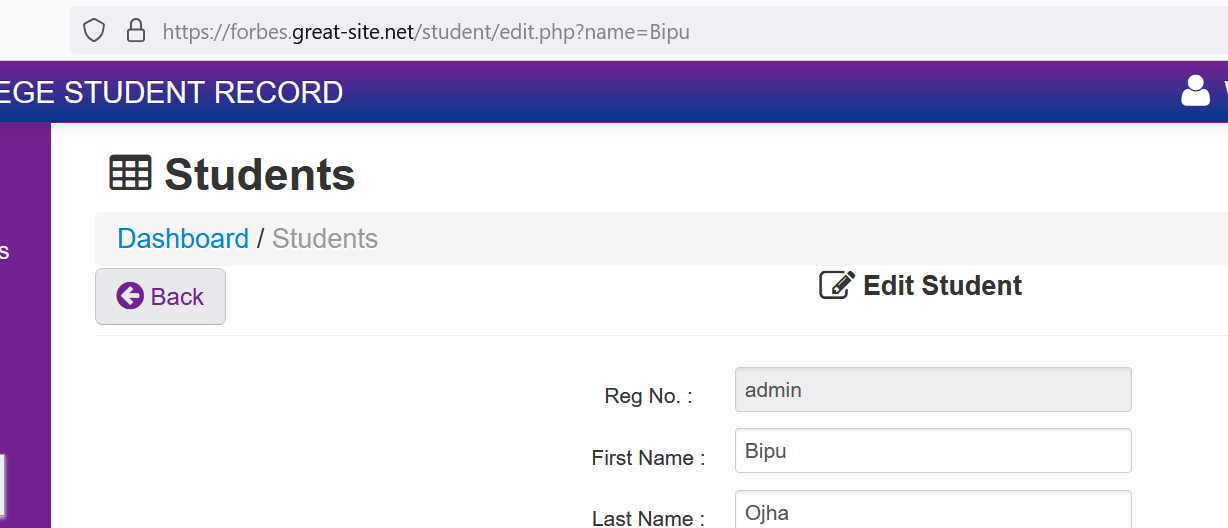 https://forbes.great-site.net/student/edit.php?name=Bipu
EGE STUDENT RECORD
Students
s
Dashboard / Students
Back
Edit Student
Reg No. : admin
First Name : Bipu
Last Name : Ojha